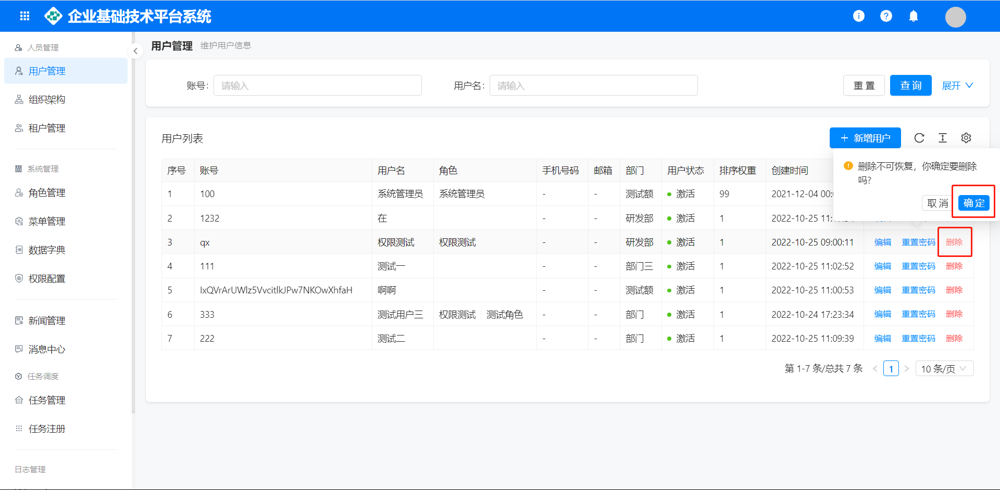 企业基础技术平台系统
人员管理
用户管理
组织架构
租户管理
系统管理
角色管理
菜单管理
数据字典
权限配置
新闻管理
消息中心
任务调度
任务管理
任务注册
日志管理
用户管理 维护用户信息
账号: 请输入 用户名: 请输入 重 置 查 询 展开
用户列表 + 新增用户
删除不可恢复，你确定要删除
吗?
取 消 确 定
序号 账号 用户名 角色 手机号码 邮箱 部门 用户状态 排序权重 创建时间
1 100 系统管理员 系统管理员 - - 测试额 激活 99 2021-12-04 00:
2 1232 在 - - 研发部 激活 1 2022-10-25 11:
3 qx 权限测试 权限测试 - - 研发部 激活 1 2022-10-25 09:00:11 编辑 重置密码 删除
4 111 测试一 - - 部门三 激活 1 2022-10-25 11:02:52 编辑 重置密码 删除
5 IxQVrArUWlz5VvcitlkJPw7NKOwXhfaH 啊啊 - - 测试额 激活 1 2022-10-25 11:00:53 编辑 重置密码 删除
6 333 测试用户三 权限测试 测试角色 - - 部门 激活 1 2022-10-24 17:23:34 编辑 重置密码 删除
7 222 测试二 - - 部门 激活 1 2022-10-25 11:09:39 编辑 重置密码 删除
第 1-7 条/总共 7 条 < 1 > 10 条/页